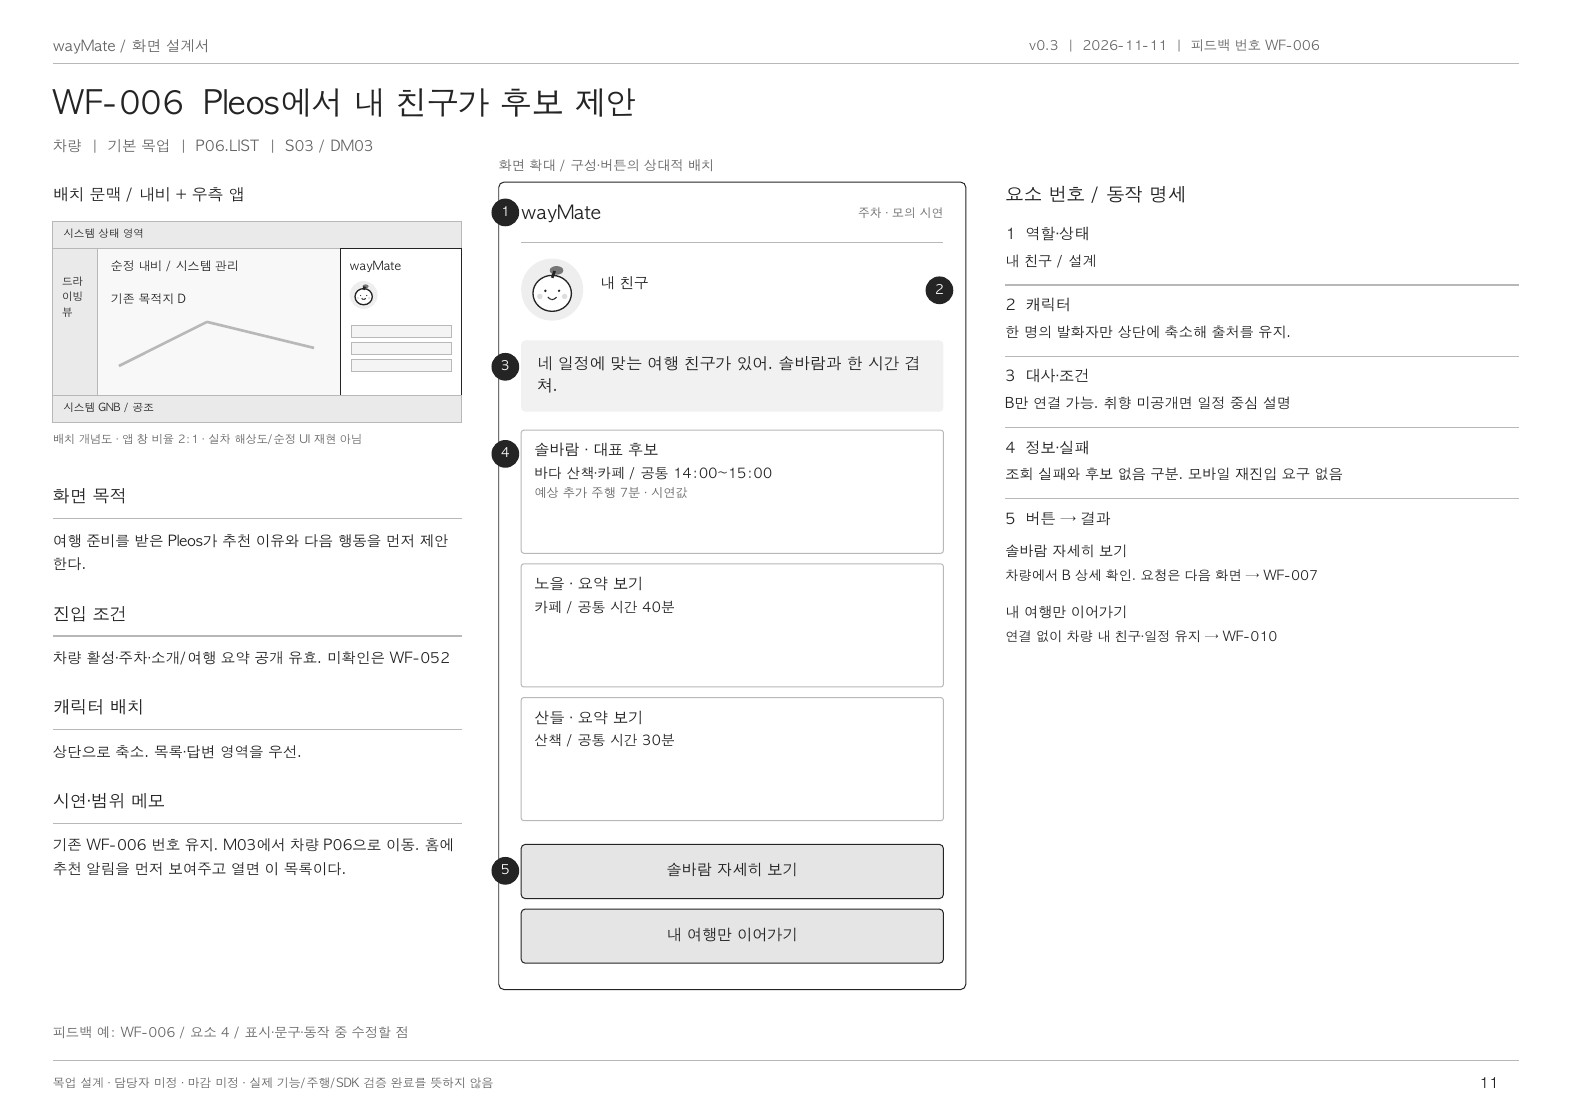 wayMate / 화면 설계서
v0.3 | 2026-11-11 | 피드백 번호 WF-006
WF-006 Pleos에서 내 친구가 후보 제안
차량 | 기본 목업 | P06.LIST | S03 / DM03
배치 문맥 / 내비 + 우측 앱
시스템 상태 영역
드라
이빙
뷰
순정 내비 / 시스템 관리
기존 목적지 D
wayMate
시스템 GNB / 공조
배치 개념도 · 앱 창 비율 2:1 · 실차 해상도/순정 UI 재현 아님
화면 목적
여행 준비를 받은 Pleos가 추천 이유와 다음 행동을 먼저 제안
한다.
진입 조건
차량 활성·주차·소개/여행 요약 공개 유효. 미확인은 WF-052
캐릭터 배치
상단으로 축소. 목록·답변 영역을 우선.
시연·범위 메모
기존 WF-006 번호 유지. M03에서 차량 P06으로 이동. 홈에
추천 알림을 먼저 보여주고 열면 이 목록이다.
화면 확대 / 구성·버튼의 상대적 배치
1
wayMate
주차 · 모의 시연
내 친구
2
3
네 일정에 맞는 여행 친구가 있어. 솔바람과 한 시간 겹
쳐.
4
솔바람 · 대표 후보
바다 산책·카페 / 공통 14:00~15:00
예상 추가 주행 7분 · 시연값
노을 · 요약 보기
카페 / 공통 시간 40분
산들 · 요약 보기
산책 / 공통 시간 30분
5
솔바람 자세히 보기
내 여행만 이어가기
요소 번호 / 동작 명세
1 역할·상태
내 친구 / 설계
2 캐릭터
한 명의 발화자만 상단에 축소해 출처를 유지.
3 대사·조건
B만 연결 가능. 취향 미공개면 일정 중심 설명
4 정보·실패
조회 실패와 후보 없음 구분. 모바일 재진입 요구 없음
5 버튼 → 결과
솔바람 자세히 보기
차량에서 B 상세 확인. 요청은 다음 화면 → WF-007
내 여행만 이어가기
연결 없이 차량 내 친구·일정 유지 → WF-010
피드백 예: WF-006 / 요소 4 / 표시·문구·동작 중 수정할 점
목업 설계 · 담당자 미정 · 마감 미정 · 실제 기능/주행/SDK 검증 완료를 뜻하지 않음
11